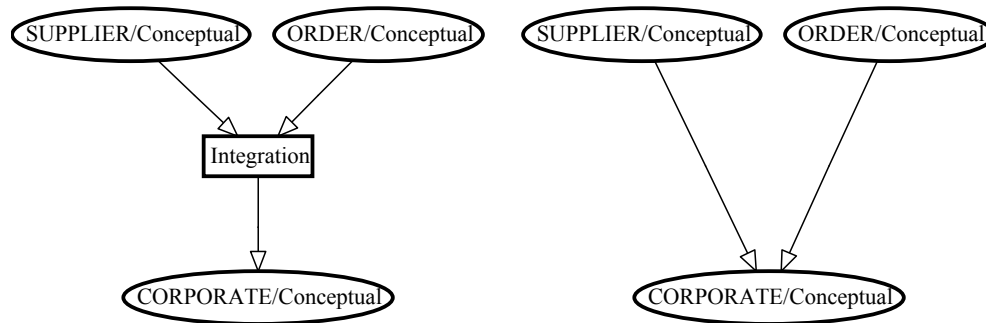 SUPPLIER/Conceptual
ORDER/Conceptual
SUPPLIER/Conceptual
ORDER/Conceptual
Integration
CORPORATE/Conceptual
CORPORATE/Conceptual